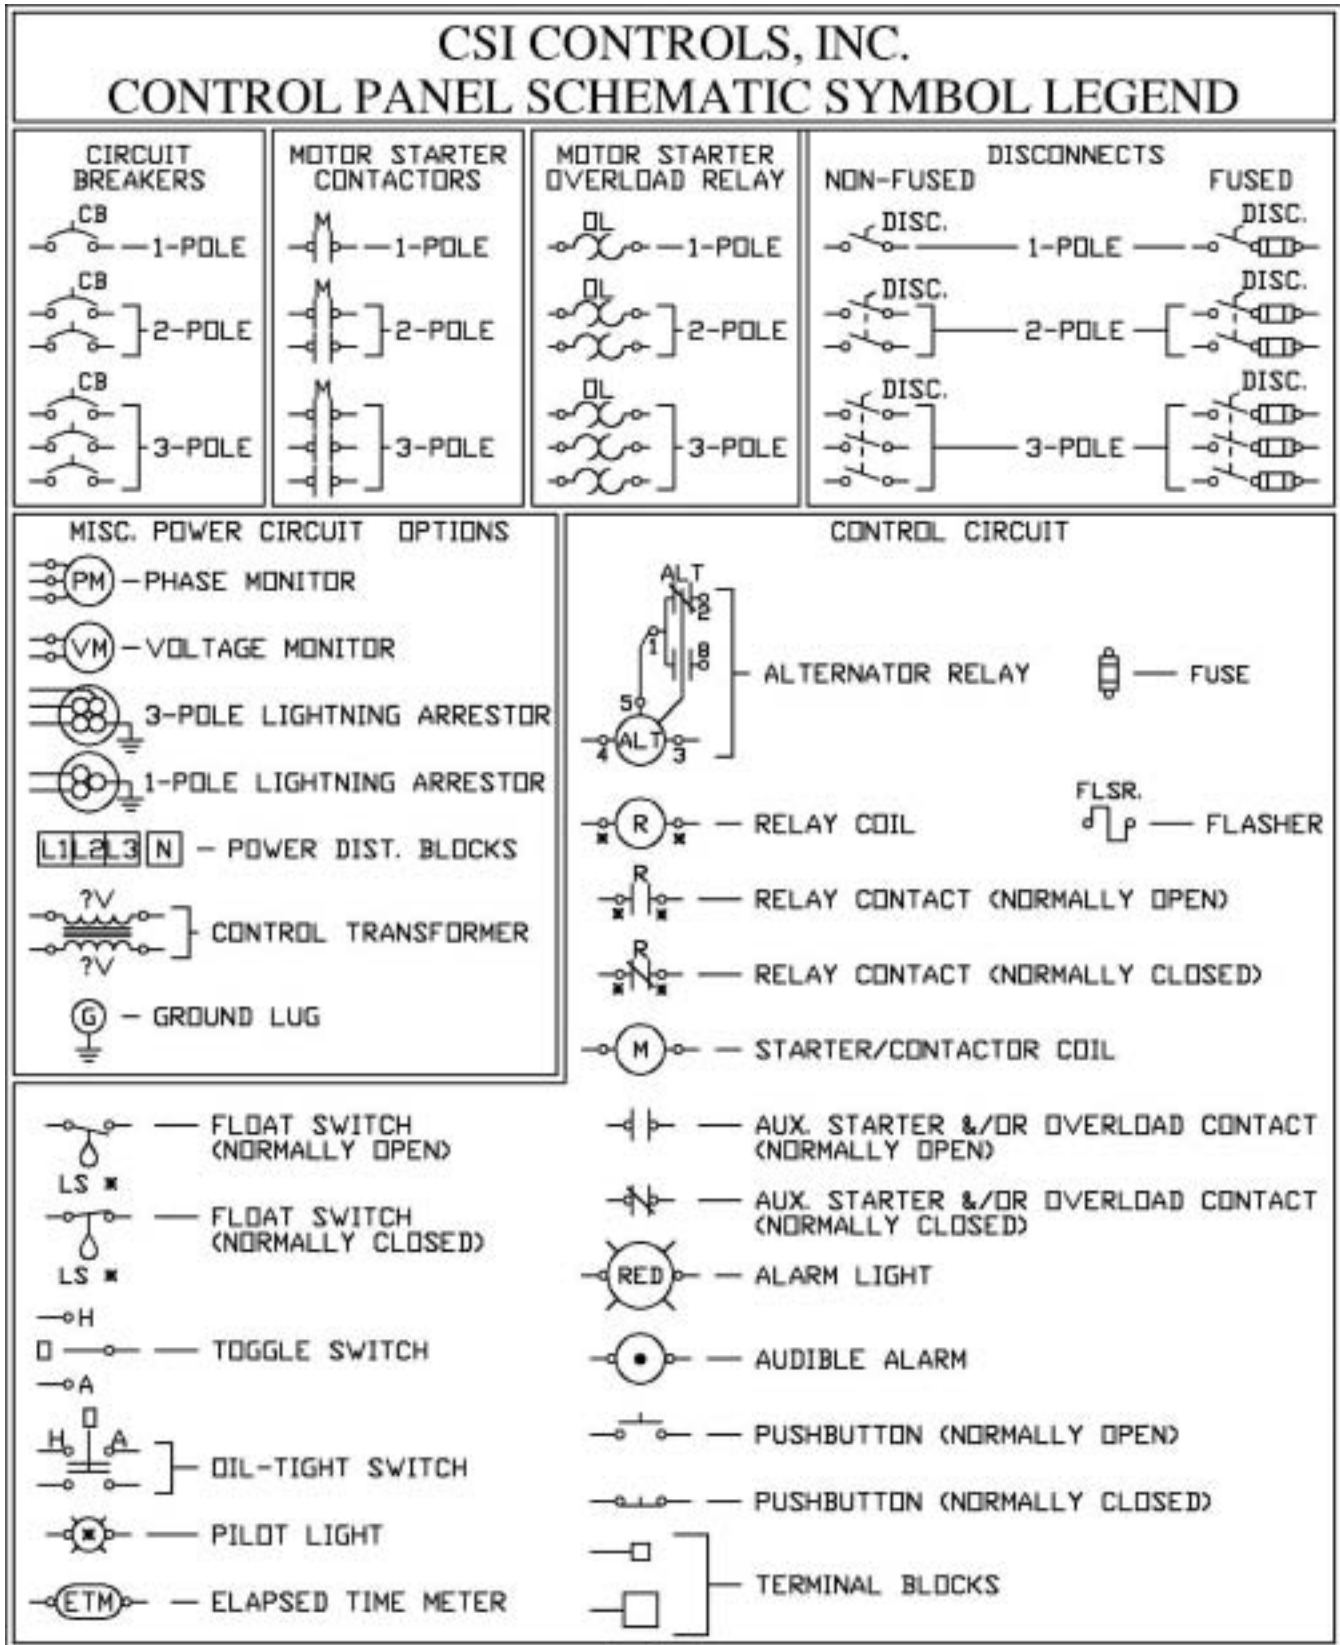 CSI CONTROLS, INC.
CONTROL PANEL SCHEMATIC SYMBOL LEGEND
CIRCUIT
BREAKERS
CB
1-POLE
CB
2-POLE
CB
3-POLE
MOTOR STARTER
CONTACTORS
M
1-POLE
M
2-POLE
M
3-POLE
MOTOR STARTER
OVERLOAD RELAY
OL
1-POLE
OL
2-POLE
OL
3-POLE
DISCONNECTS
NON-FUSED FUSED
DISC. 1-POLE DISC.
DISC. 2-POLE DISC.
DISC. 3-POLE DISC.
MISC. POWER CIRCUIT OPTIONS
PM - PHASE MONITOR
VM - VOLTAGE MONITOR
3-POLE LIGHTNING ARRESTOR
1-POLE LIGHTNING ARRESTOR
L1 L2 L3 N - POWER DIST. BLOCKS
?V
CONTROL TRANSFORMER
?V
G - GROUND LUG
CONTROL CIRCUIT
ALT
2
1
8
5
ALT
4 3
ALTERNATOR RELAY
FUSE
R
* *
RELAY COIL
FLSR.
FLASHER
R
* *
RELAY CONTACT (NORMALLY OPEN)
R
* *
RELAY CONTACT (NORMALLY CLOSED)
M
STARTER/CONTACTOR COIL
AUX. STARTER &/OR OVERLOAD CONTACT
(NORMALLY OPEN)
AUX. STARTER &/OR OVERLOAD CONTACT
(NORMALLY CLOSED)
RED
ALARM LIGHT
AUDIBLE ALARM
PUSHBUTTON (NORMALLY OPEN)
PUSHBUTTON (NORMALLY CLOSED)
TERMINAL BLOCKS
FLOAT SWITCH
(NORMALLY OPEN)
LS *
FLOAT SWITCH
(NORMALLY CLOSED)
LS *
H
O
TOGGLE SWITCH
A
O
H A
OIL-TIGHT SWITCH
*
PILOT LIGHT
ETM
ELAPSED TIME METER